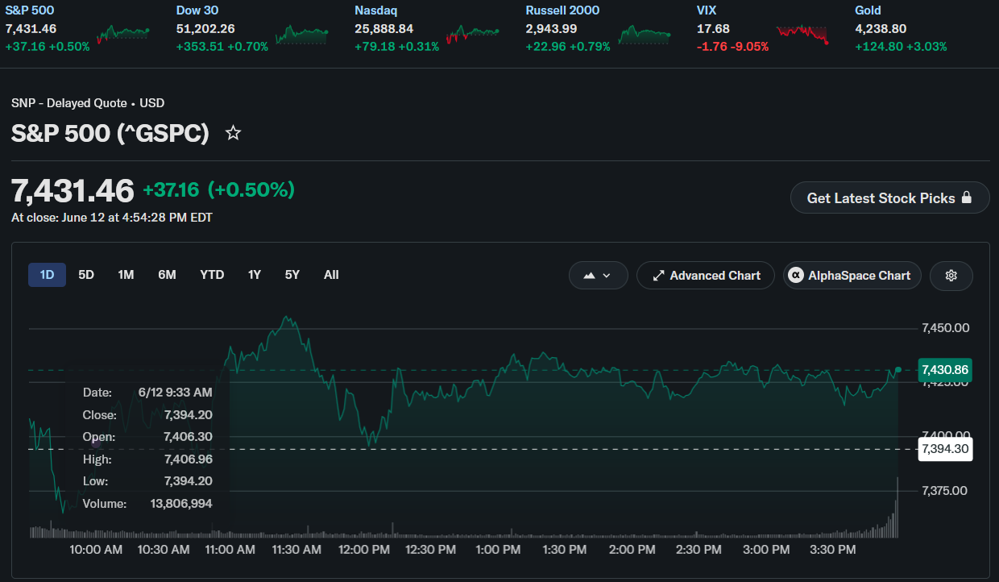 S&P 500 Dow 30 Nasdaq Russell 2000 VIX Gold
7,431.46 51,202.26 25,888.84 2,943.99 17.68 4,238.80
+37.16 +0.50% +353.51 +0.70% +79.18 +0.31% +22.96 +0.79% -1.76 -9.05% +124.80 +3.03%
SNP - Delayed Quote • USD
S&P 500 (^GSPC)
7,431.46 +37.16 (+0.50%)
At close: June 12 at 4:54:28 PM EDT
Get Latest Stock Picks
1D 5D 1M 6M YTD 1Y 5Y All Advanced Chart α AlphaSpace Chart
7,450.00
7,430.86
7,425.00
Date: 6/12 9:33 AM
Close: 7,394.20
Open: 7,406.30
7,400.00
7,394.30
High: 7,406.96
Low: 7,394.20
7,375.00
Volume: 13,806,994
10:00 AM 10:30 AM 11:00 AM 11:30 AM 12:00 PM 12:30 PM 1:00 PM 1:30 PM 2:00 PM 2:30 PM 3:00 PM 3:30 PM